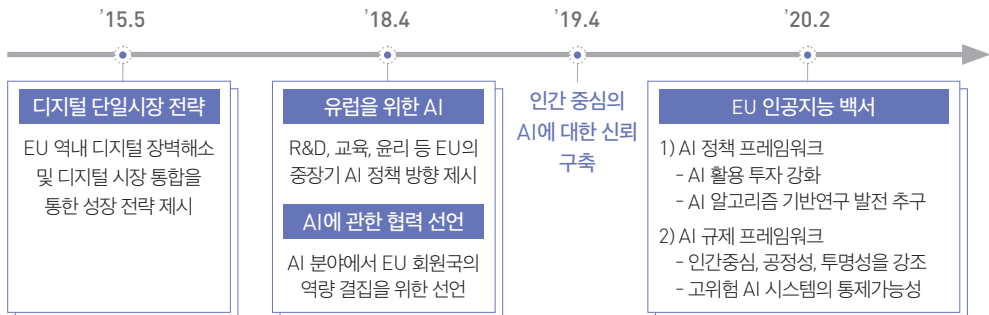 ’15.5
’18.4
’19.4
’20.2
디지털 단일시장 전략
EU 역내 디지털 장벽해소
및 디지털 시장 통합을
통한 성장 전략 제시
유럽을 위한 AI
R&D, 교육, 윤리 등 EU의
중장기 AI 정책 방향 제시
AI에 관한 협력 선언
AI 분야에서 EU 회원국의
역량 결집을 위한 선언
인간 중심의
AI에 대한 신뢰
구축
EU 인공지능 백서
1) AI 정책 프레임워크
- AI 활용 투자 강화
- AI 알고리즘 기반연구 발전 추구
2) AI 규제 프레임워크
- 인간중심, 공정성, 투명성을 강조
- 고위험 AI 시스템의 통제가능성